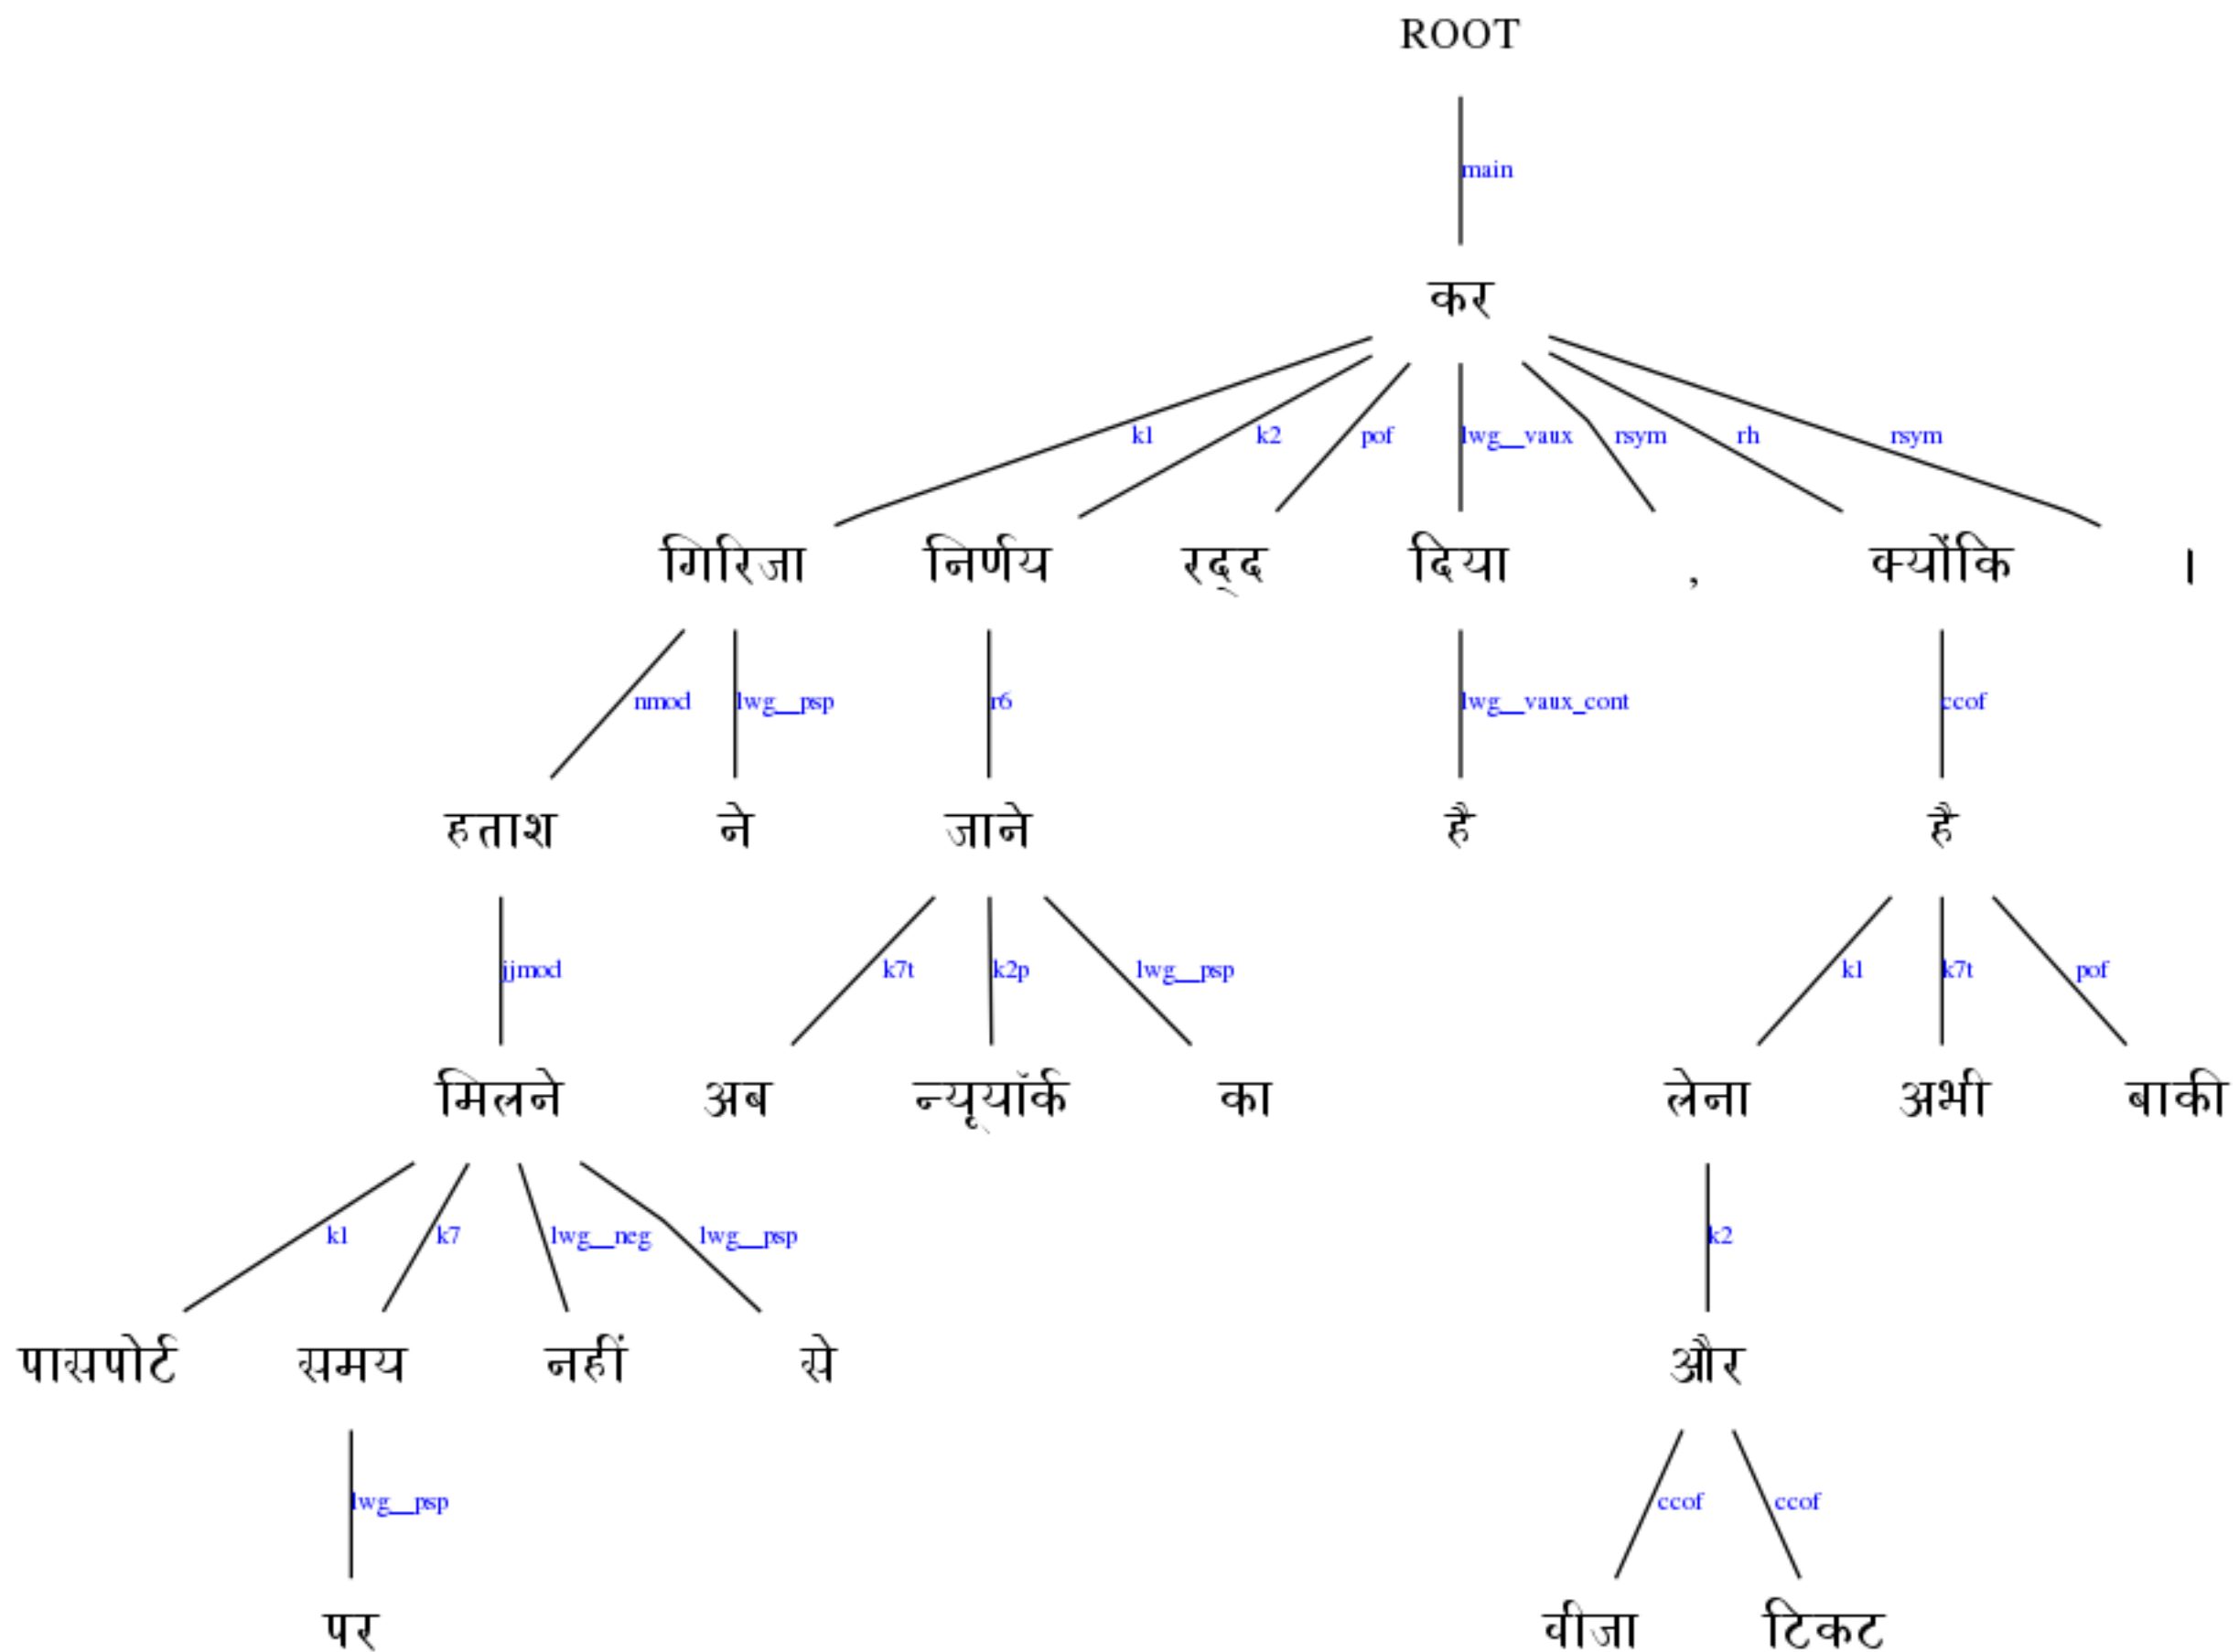 ROOT
main
कर
k1 k2 pof lwg__vaux rsym rh rsym
गिरिजा निर्णय रद्द दिया , क्योंकि ।
nmod lwg__psp r6 lwg__vaux_cont ccof
हताश ने जाने है है
jjmod k7t k2p lwg__psp k1 k7t pof
मिलने अब न्यूयॉर्क का लेना अभी बाकी
k1 k7 lwg__neg lwg__psp k2
पासपोर्ट समय नहीं से और
lwg__psp ccof ccof
पर वीजा टिकट